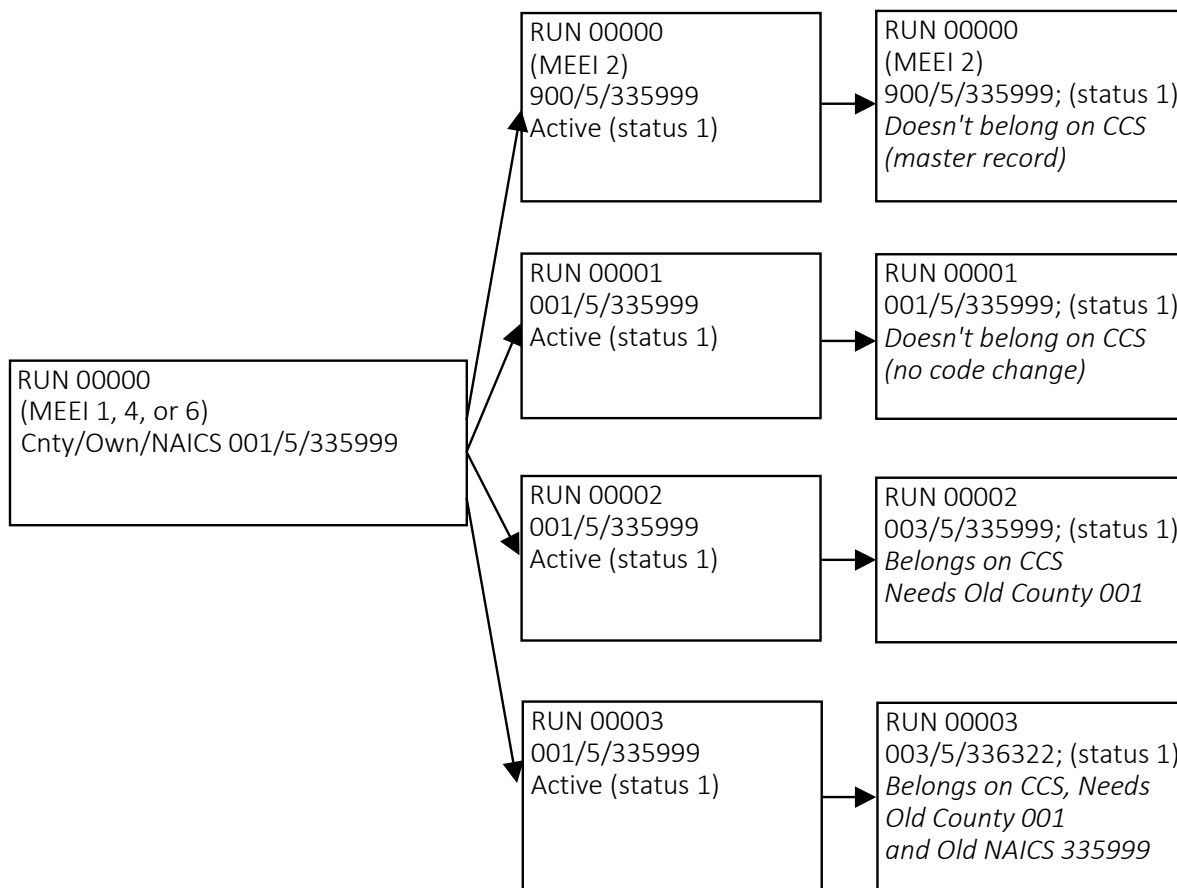 RUN 00000
(MEEI 1, 4, or 6)
Cnty/Own/NAICS 001/5/335999
RUN 00000
(MEEI 2)
900/5/335999
Active (status 1)
RUN 00000
(MEEI 2)
900/5/335999; (status 1)
Doesn't belong on CCS
(master record)
RUN 00001
001/5/335999
Active (status 1)
RUN 00001
001/5/335999; (status 1)
Doesn't belong on CCS
(no code change)
RUN 00002
001/5/335999
Active (status 1)
RUN 00002
003/5/335999; (status 1)
Belongs on CCS
Needs Old County 001
RUN 00003
001/5/335999
Active (status 1)
RUN 00003
003/5/336322; (status 1)
Belongs on CCS, Needs
Old County 001
and Old NAICS 335999